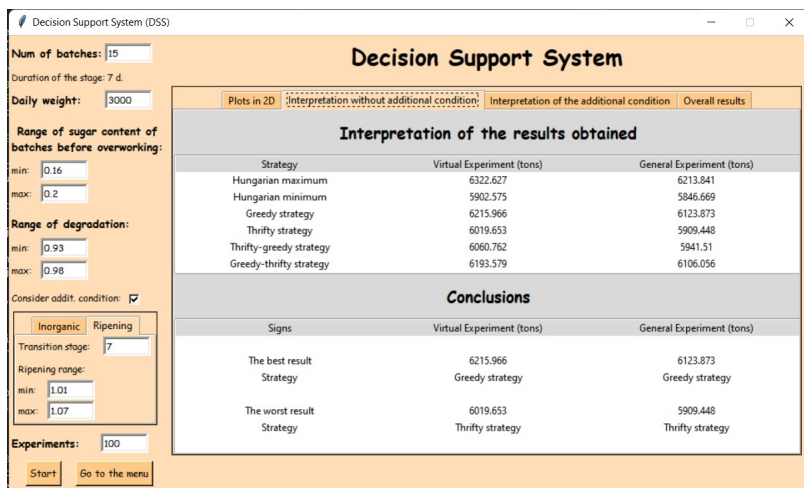 Decision Support System (DSS)
Num of batches: 15
Duration of the stage: 7 d.
Daily weight: 3000
Range of sugar content of
batches before overworking:
min: 0.16
max: 0.2
Range of degradation:
min: 0.93
max: 0.98
Consider addit. condition:
Inorganic Ripening
Transition stage: 7
Ripening range:
min: 1.01
max: 1.07
Experiments: 100
Start Go to the menu
Decision Support System
Plots in 2D Interpretation without additional condition Interpretation of the additional condition Overall results
Interpretation of the results obtained
Strategy Virtual Experiment (tons) General Experiment (tons)
Hungarian maximum 6322.627 6213.841
Hungarian minimum 5902.575 5846.669
Greedy strategy 6215.966 6123.873
Thrifty strategy 6019.653 5909.448
Thrifty-greedy strategy 6060.762 5941.51
Greedy-thrifty strategy 6193.579 6106.056
Conclusions
Signs Virtual Experiment (tons) General Experiment (tons)
The best result 6215.966 6123.873
Strategy Greedy strategy Greedy strategy
The worst result 6019.653 5909.448
Strategy Thrifty strategy Thrifty strategy